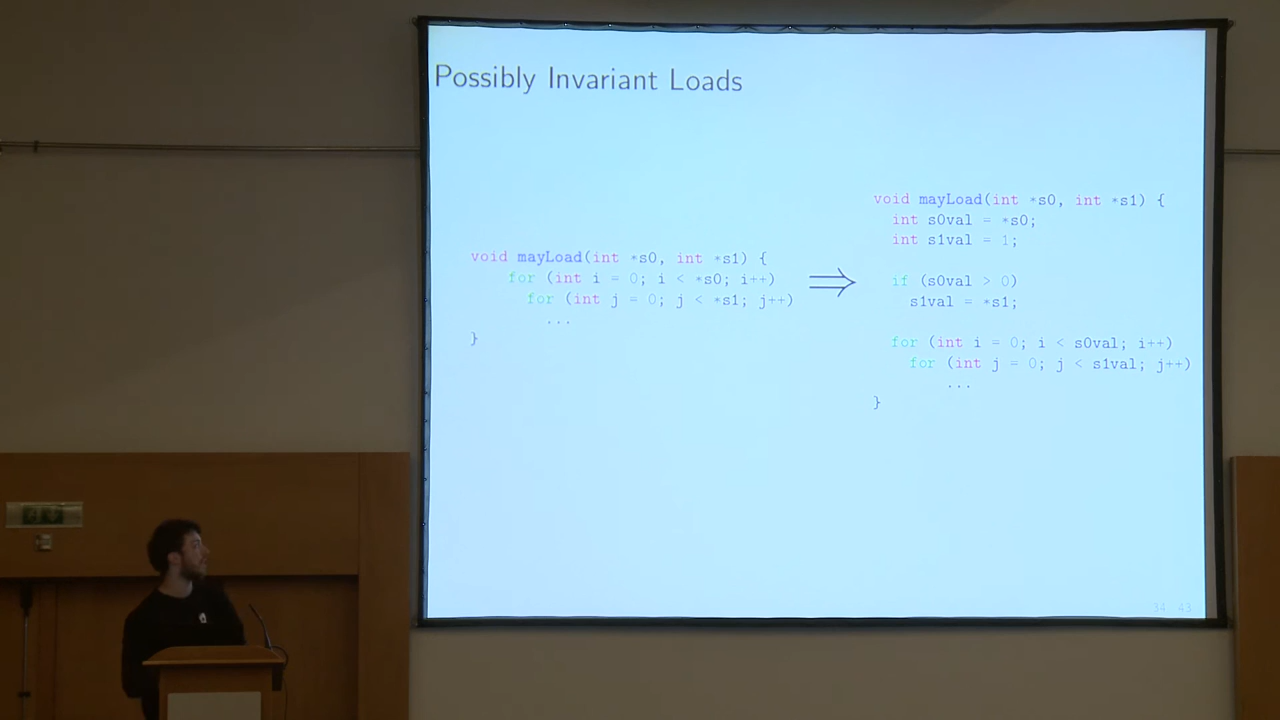 Possibly Invariant Loads
void mayLoad(int *s0, int *s1) {
for (int i = 0; i < *s0; i++)
for (int j = 0; j < *s1; j++)
...
}
⇒
void mayLoad(int *s0, int *s1) {
int s0val = *s0;
int s1val = 1;
if (s0val > 0)
s1val = *s1;
for (int i = 0; i < s0val; i++)
for (int j = 0; j < s1val; j++)
...
}
34 43